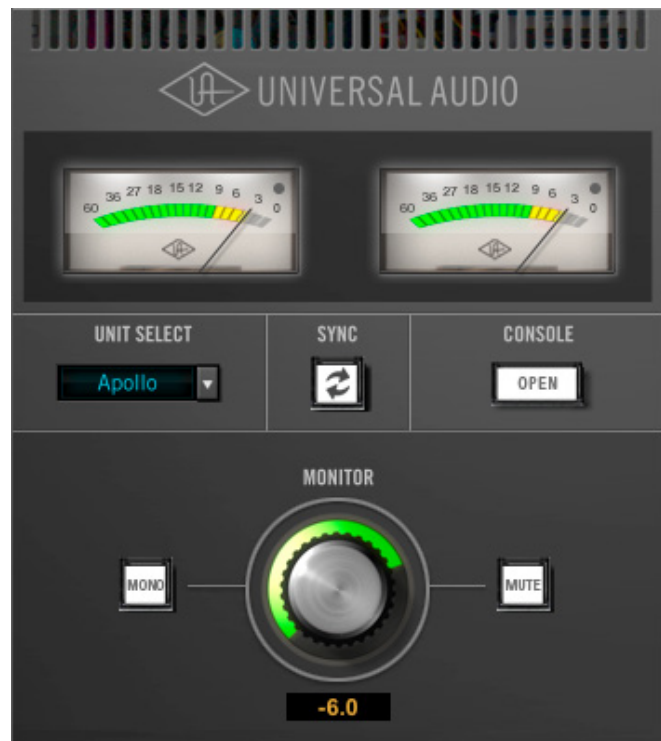 UNIVERSAL AUDIO
60 36 27 18 15 12 9 6 3 0
60 36 27 18 15 12 9 6 3 0
UNIT SELECT
Apollo
SYNC
CONSOLE
OPEN
MONITOR
MONO
MUTE
-6.0